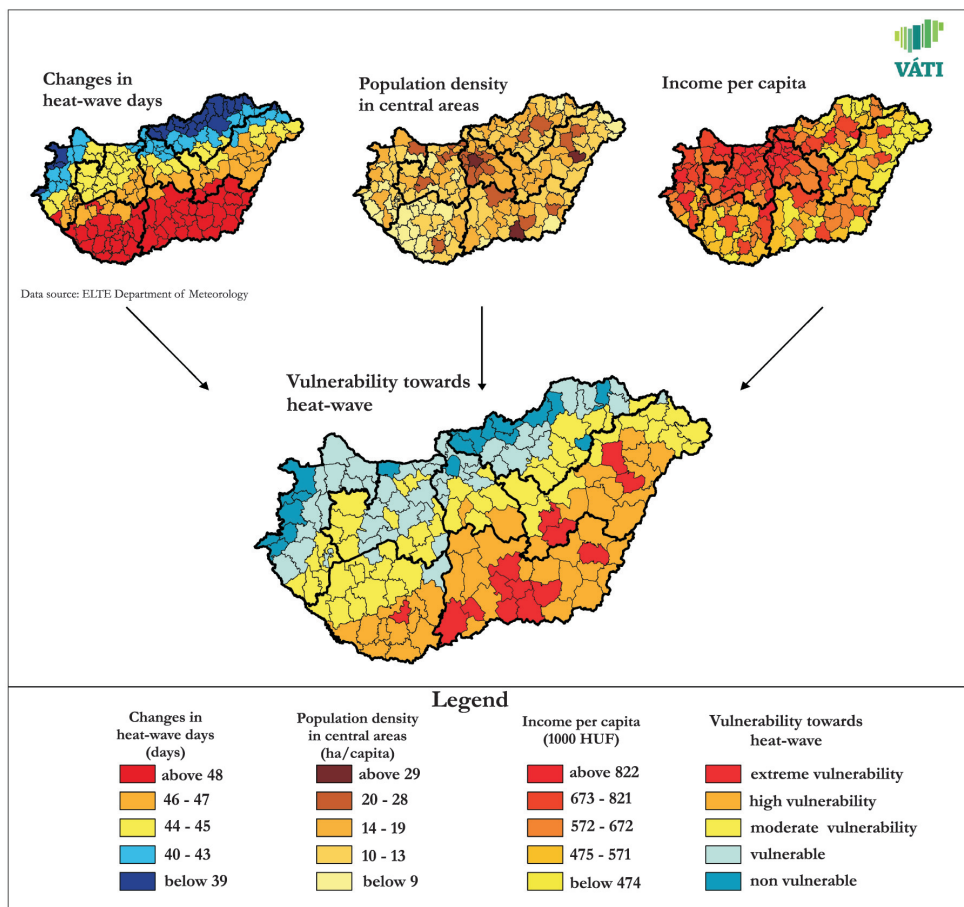 VÁTI
Changes in
heat-wave days
Population density
in central areas
Income per capita
Data source: ELTE Department of Meteorology
Vulnerability towards
heat-wave
Legend
Changes in
heat-wave days
(days)
above 48
46 - 47
44 - 45
40 - 43
below 39
Population density
in central areas
(ha/capita)
above 29
20 - 28
14 - 19
10 - 13
below 9
Income per capita
(1000 HUF)
above 822
673 - 821
572 - 672
475 - 571
below 474
Vulnerability towards
heat-wave
extreme vulnerability
high vulnerability
moderate vulnerability
vulnerable
non vulnerable